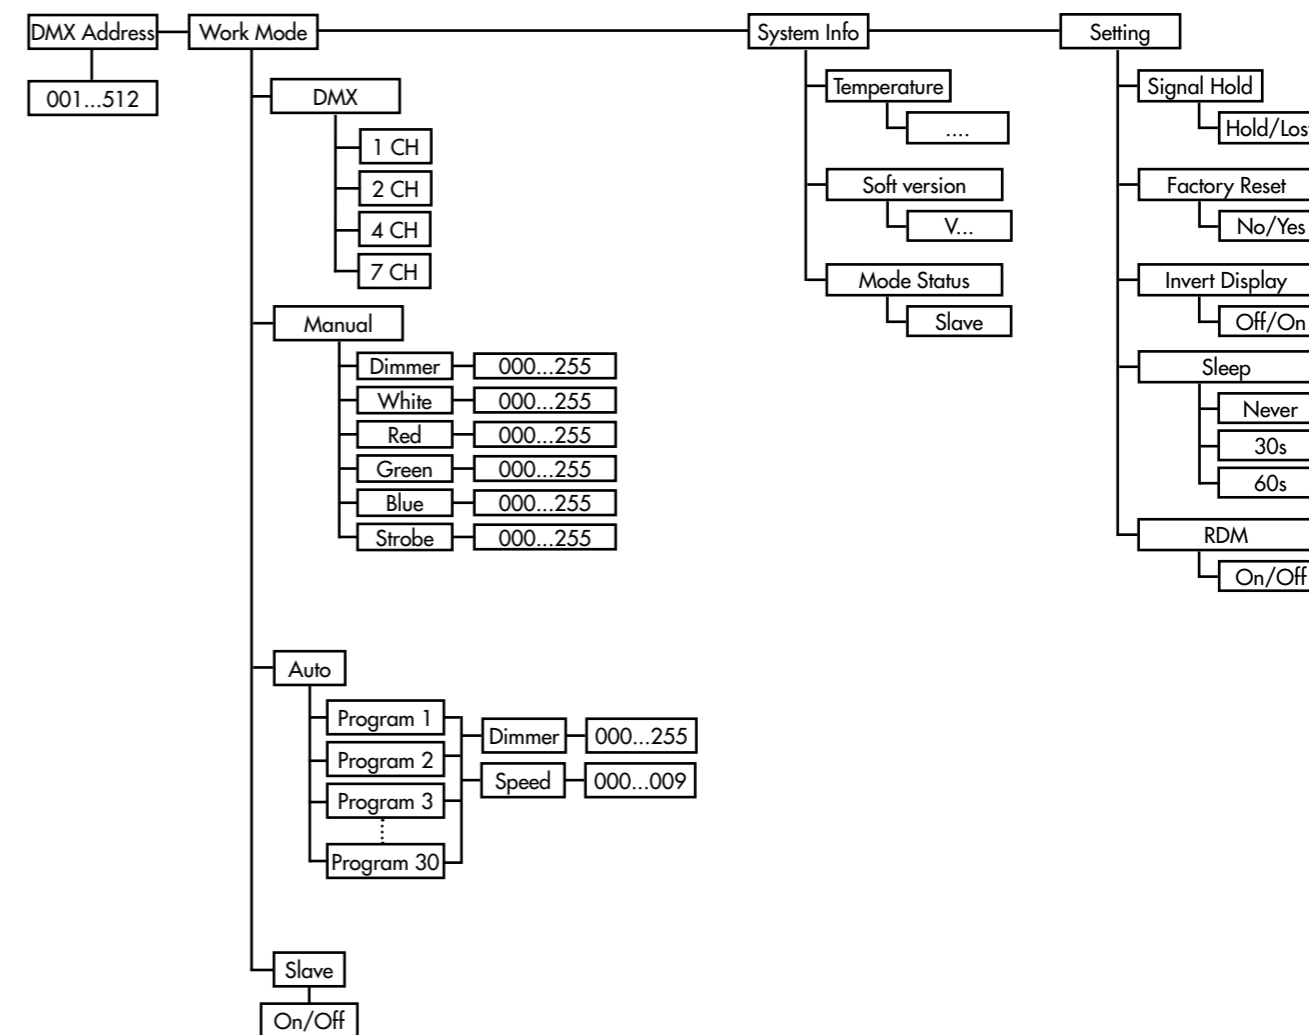 DMX Address
Work Mode
System Info
Setting
001...512
DMX
1 CH
2 CH
4 CH
7 CH
Manual
Dimmer 000...255
White 000...255
Red 000...255
Green 000...255
Blue 000...255
Strobe 000...255
Auto
Program 1
Program 2
Program 3
Program 30
Dimmer 000...255
Speed 000...009
Slave
On/Off
Temperature
....
Soft version
V...
Mode Status
Slave
Signal Hold
Hold/Lost
Factory Reset
No/Yes
Invert Display
Off/On
Sleep
Never
30s
60s
RDM
On/Off